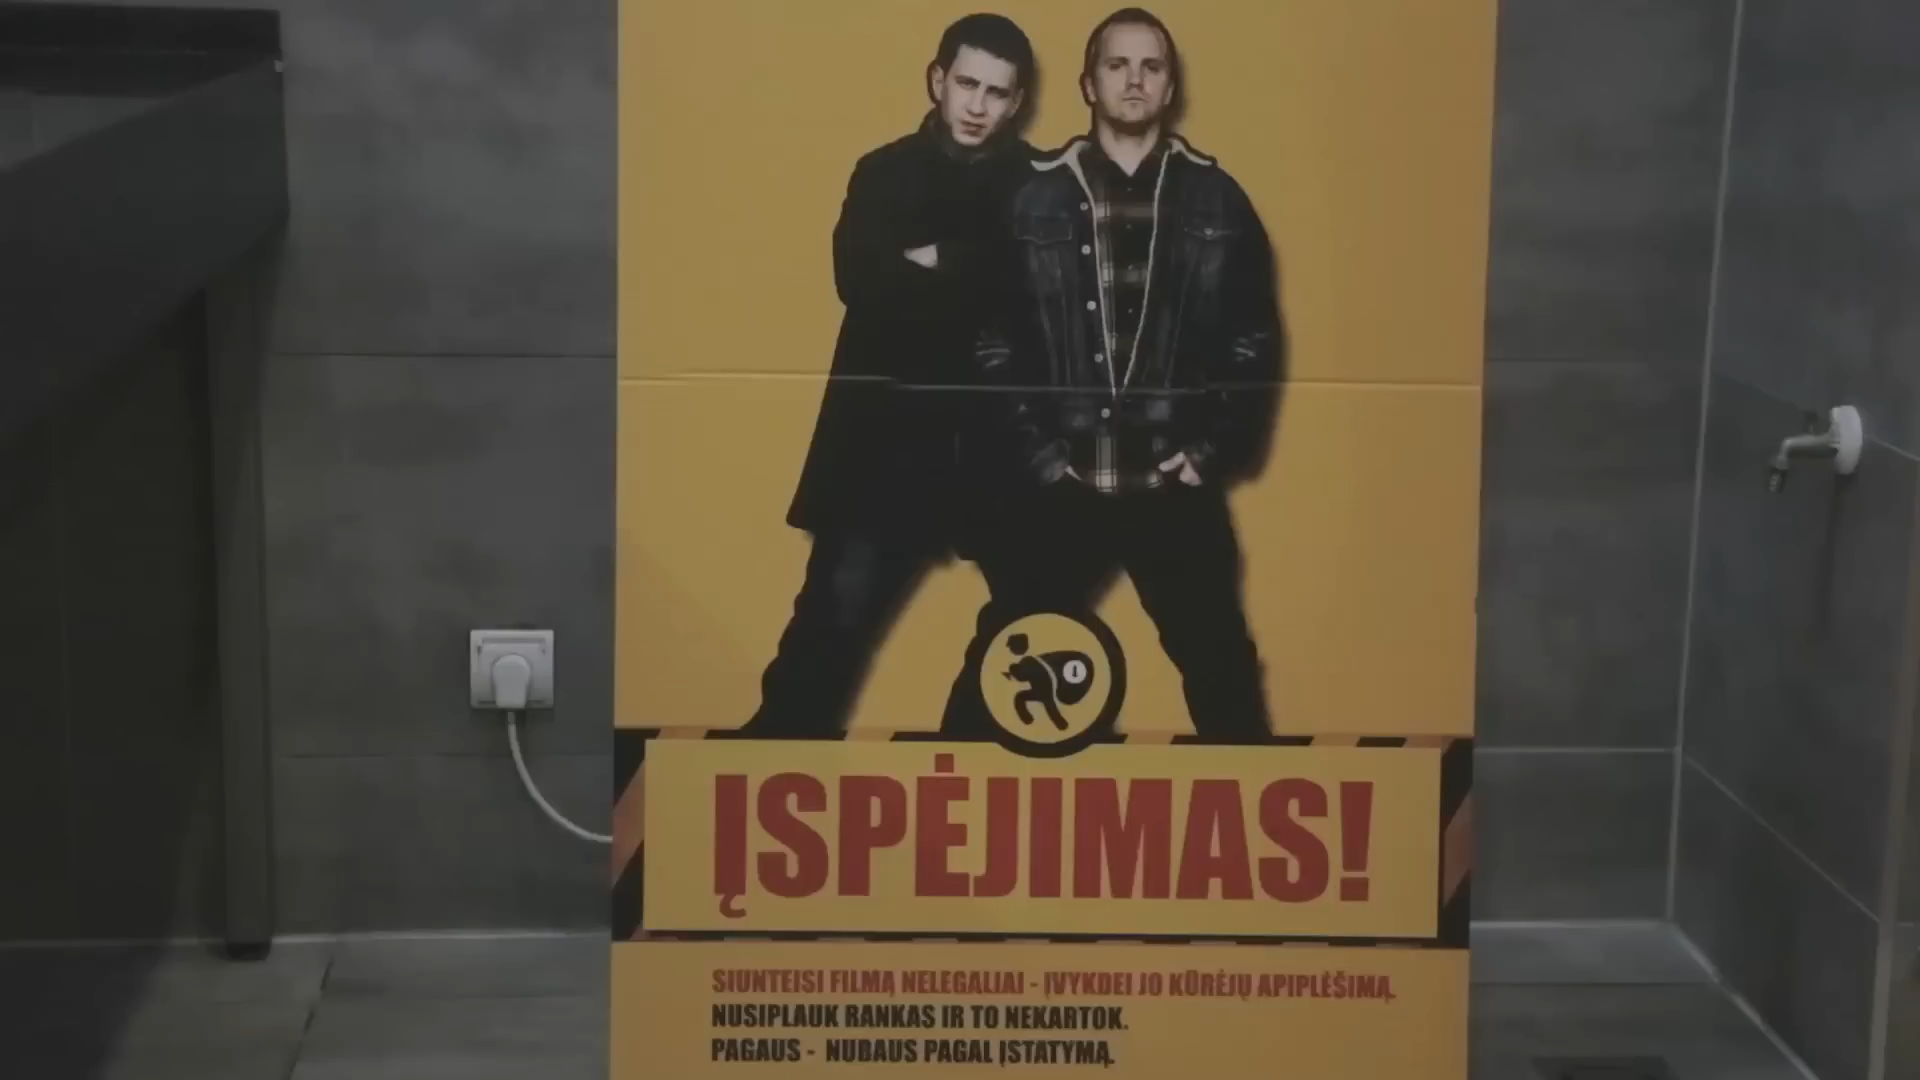 ĮSPĖJIMAS!
SIUNTEISI FILMĄ NELEGALIAI - ĮVYKDEI JO KŪRĖJŲ APIPLĖŠIMĄ.
NUSIPLAUK RANKAS IR TO NEKARTOK.
PAGAUS - NUBAUS PAGAL ĮSTATYMĄ.